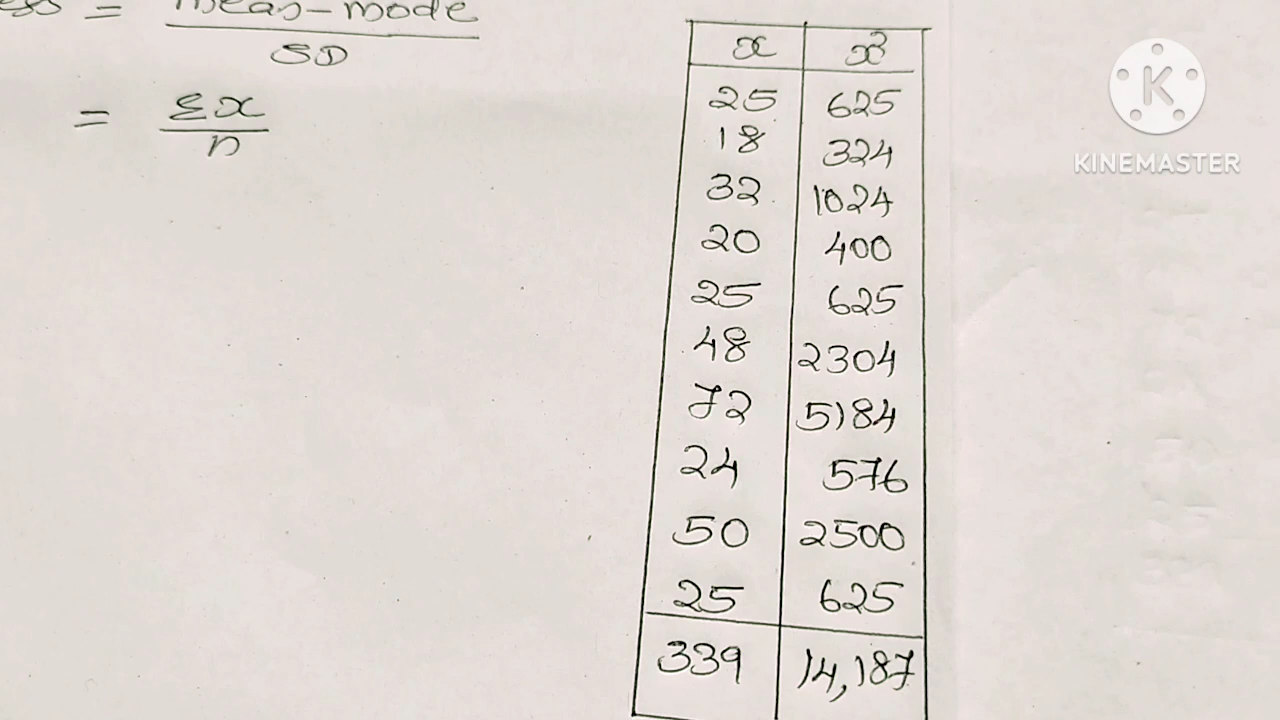 = mean-mode
SD
= Σx
n
x x²
25 625
18 324
32 1024
20 400
25 625
48 2304
72 5184
24 576
50 2500
25 625
339 14,187
K
KINEMASTER